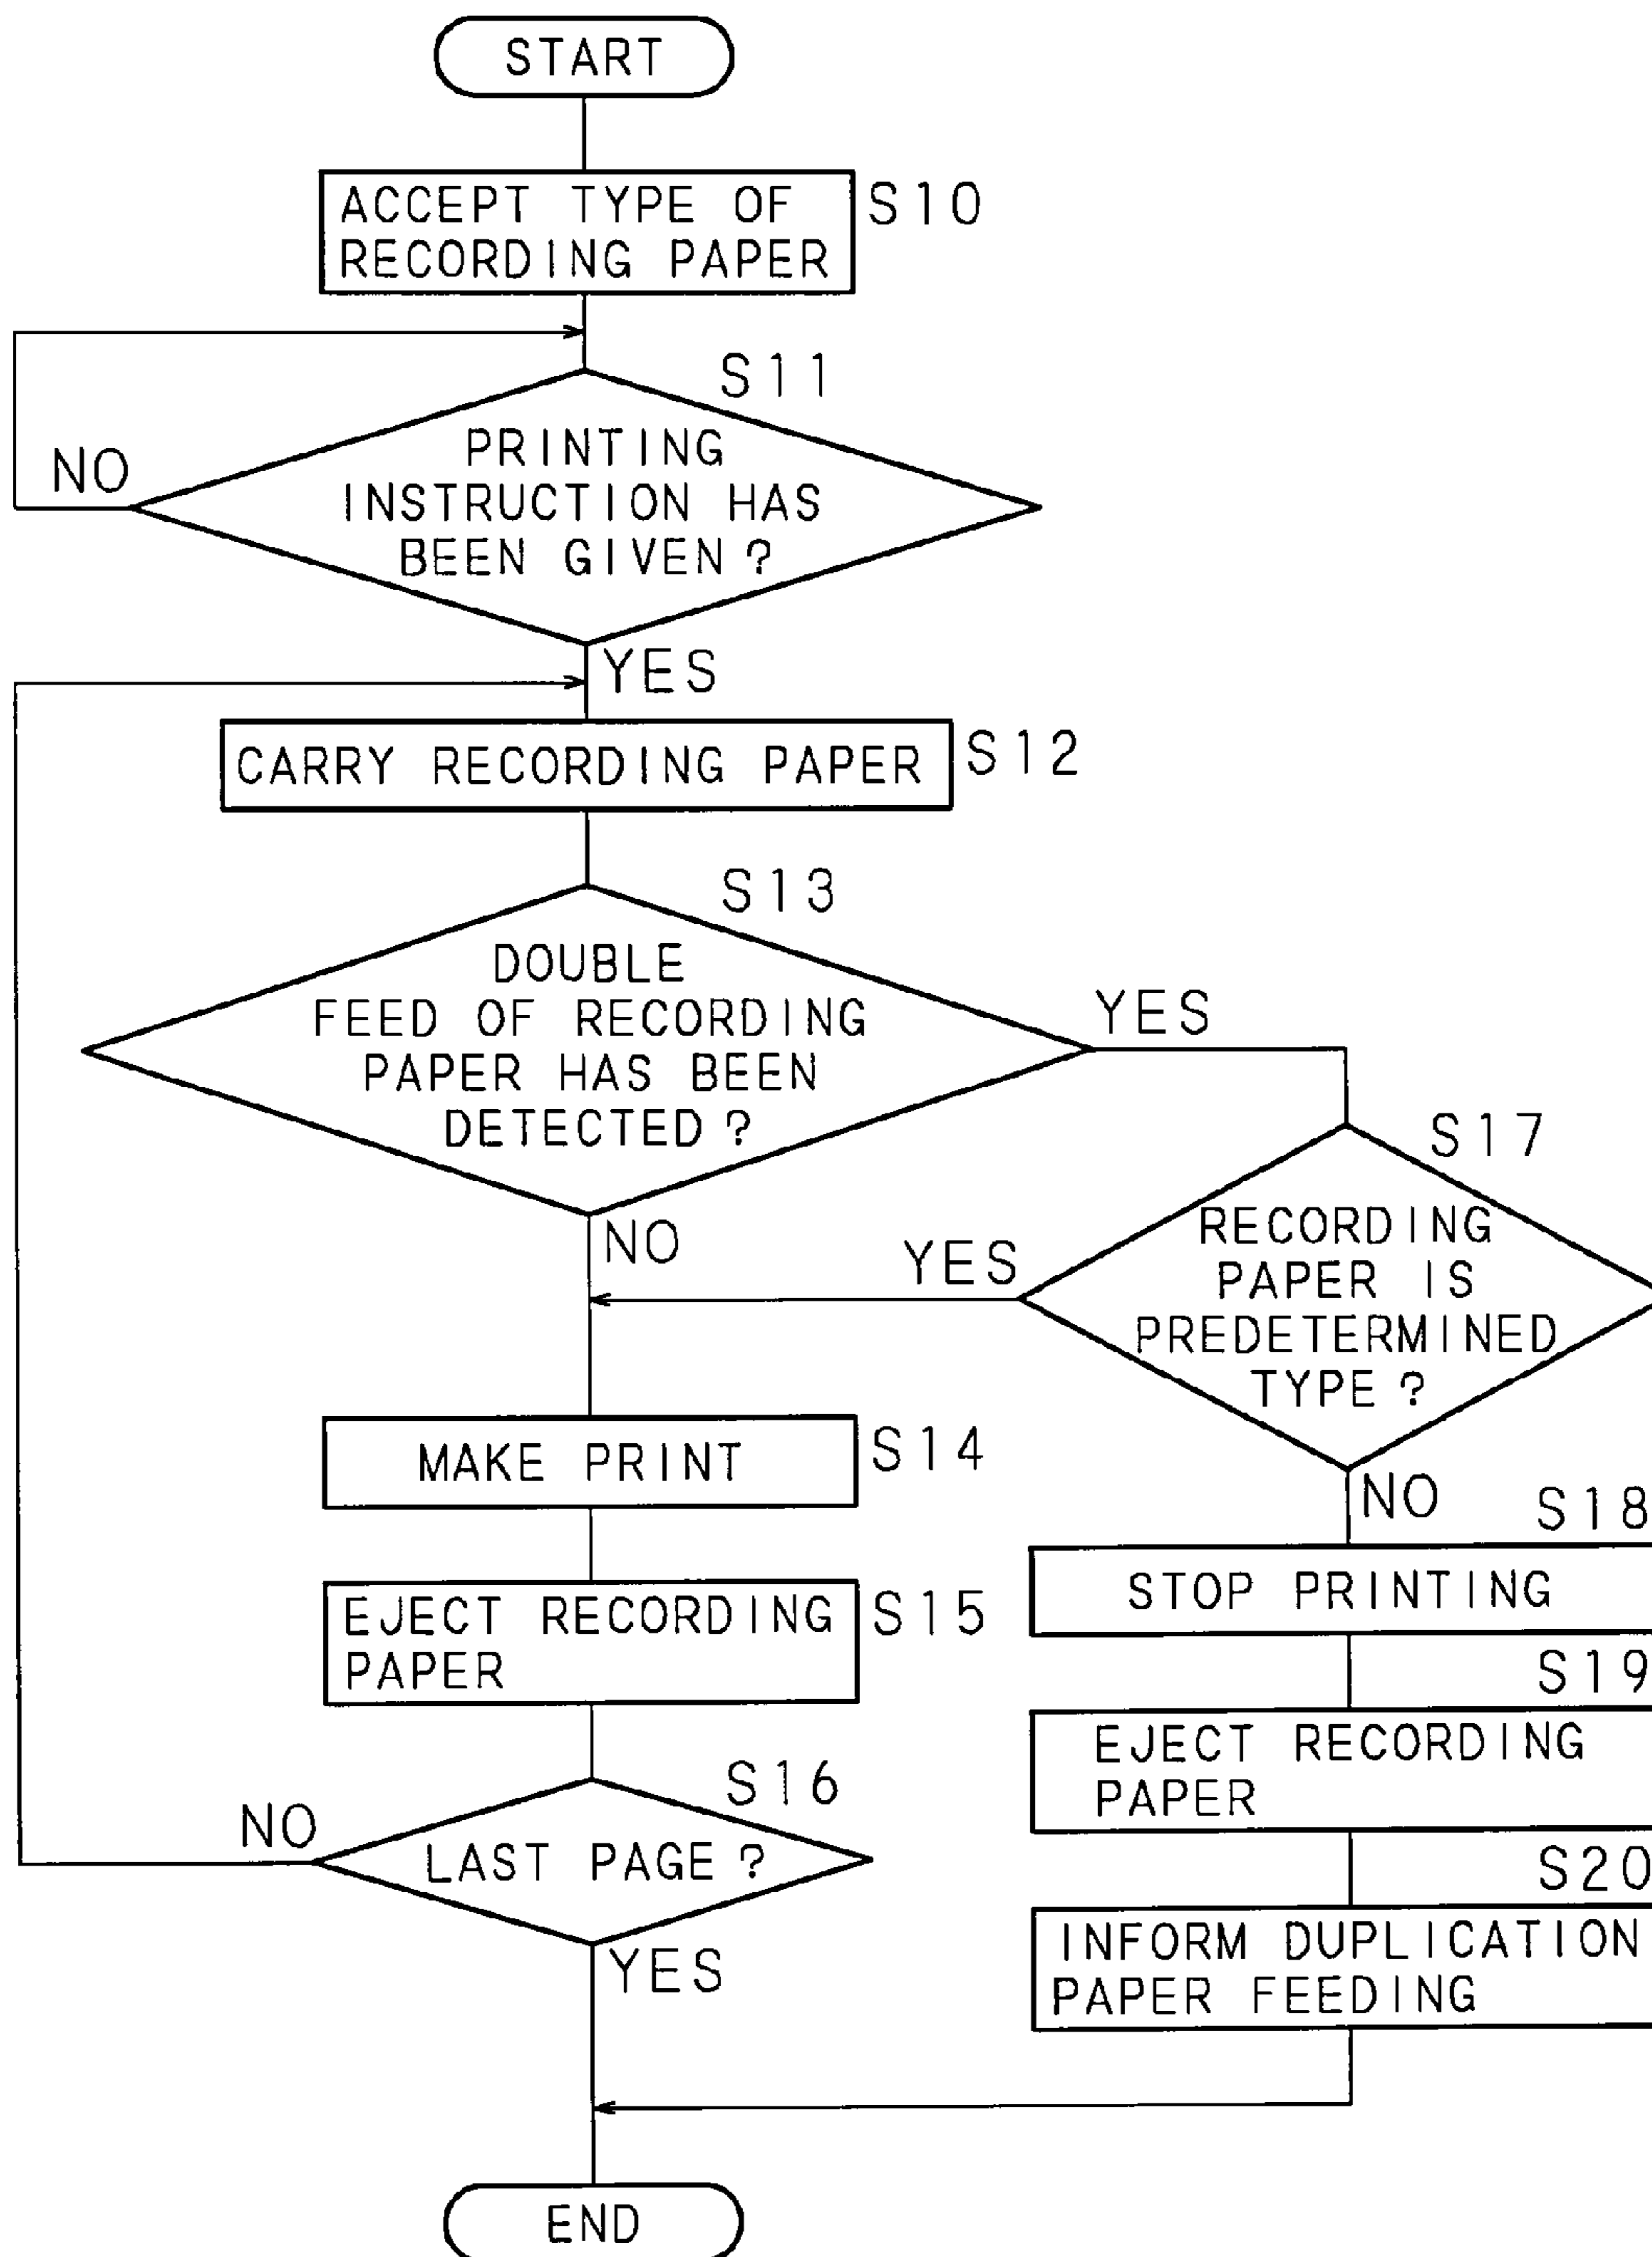 START
ACCEPT TYPE OF
RECORDING PAPER
S10
S11
PRINTING
INSTRUCTION HAS
BEEN GIVEN?
NO
YES
CARRY RECORDING PAPER
S12
S13
DOUBLE
FEED OF RECORDING
PAPER HAS BEEN
DETECTED?
YES
NO
S17
RECORDING
PAPER IS
PREDETERMINED
TYPE?
YES
NO
MAKE PRINT
S14
EJECT RECORDING
PAPER
S15
S16
LAST PAGE?
NO
YES
S18
STOP PRINTING
S19
EJECT RECORDING
PAPER
S20
INFORM DUPLICATION
PAPER FEEDING
END